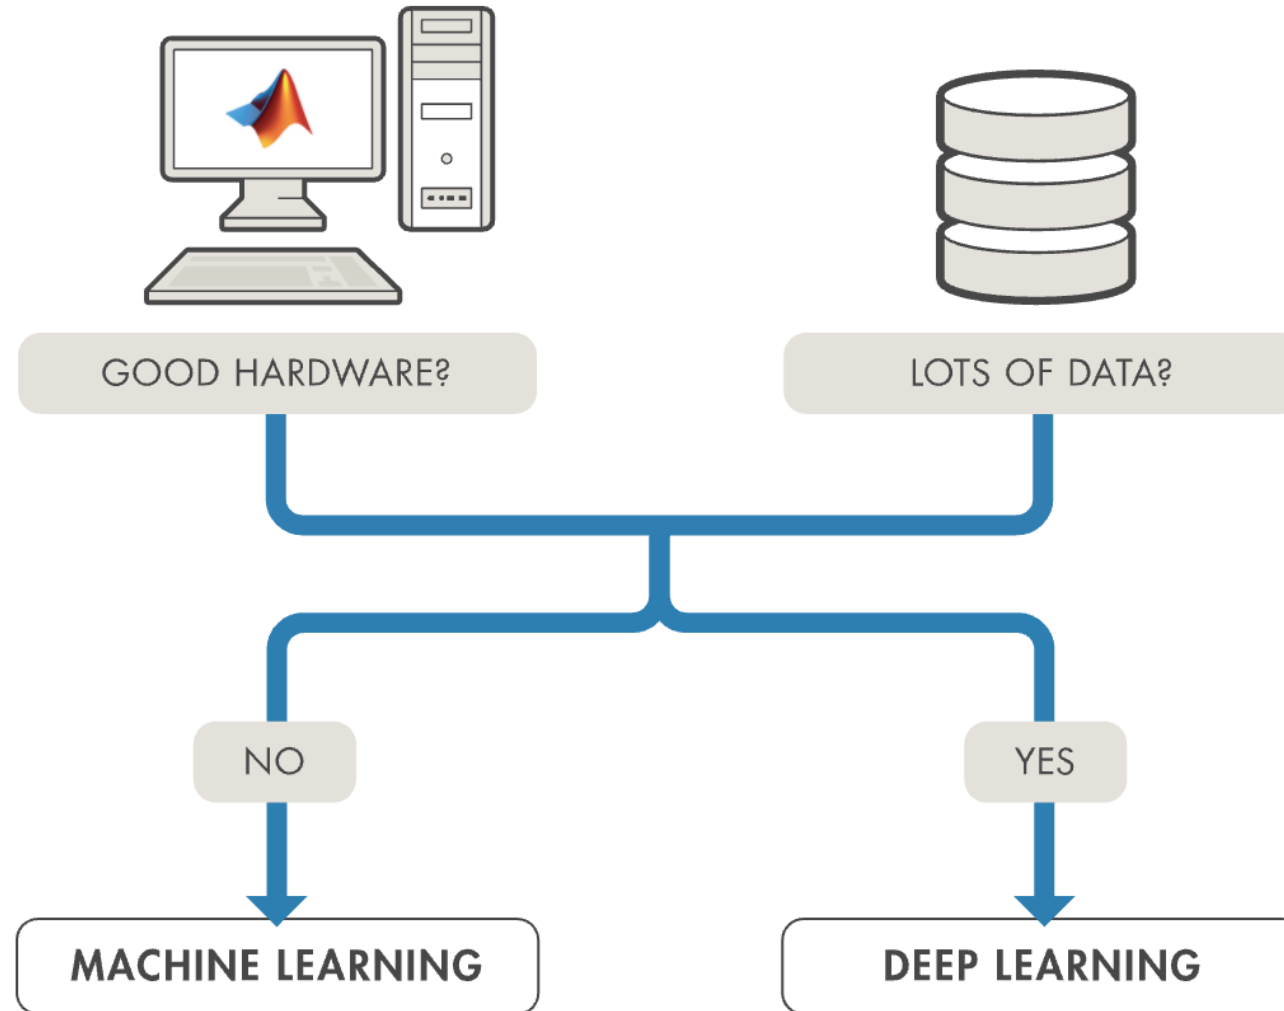 GOOD HARDWARE?
LOTS OF DATA?
NO
YES
MACHINE LEARNING
DEEP LEARNING